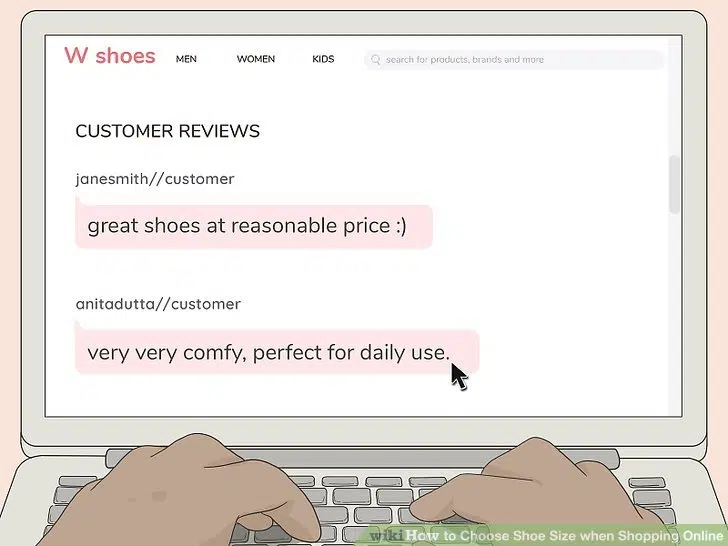 W shoes MEN WOMEN KIDS search for products, brands and more
CUSTOMER REVIEWS
janesmith//customer
great shoes at reasonable price :)
anitadutta//customer
very very comfy, perfect for daily use.
wikiHow to Choose Shoe Size when Shopping Online